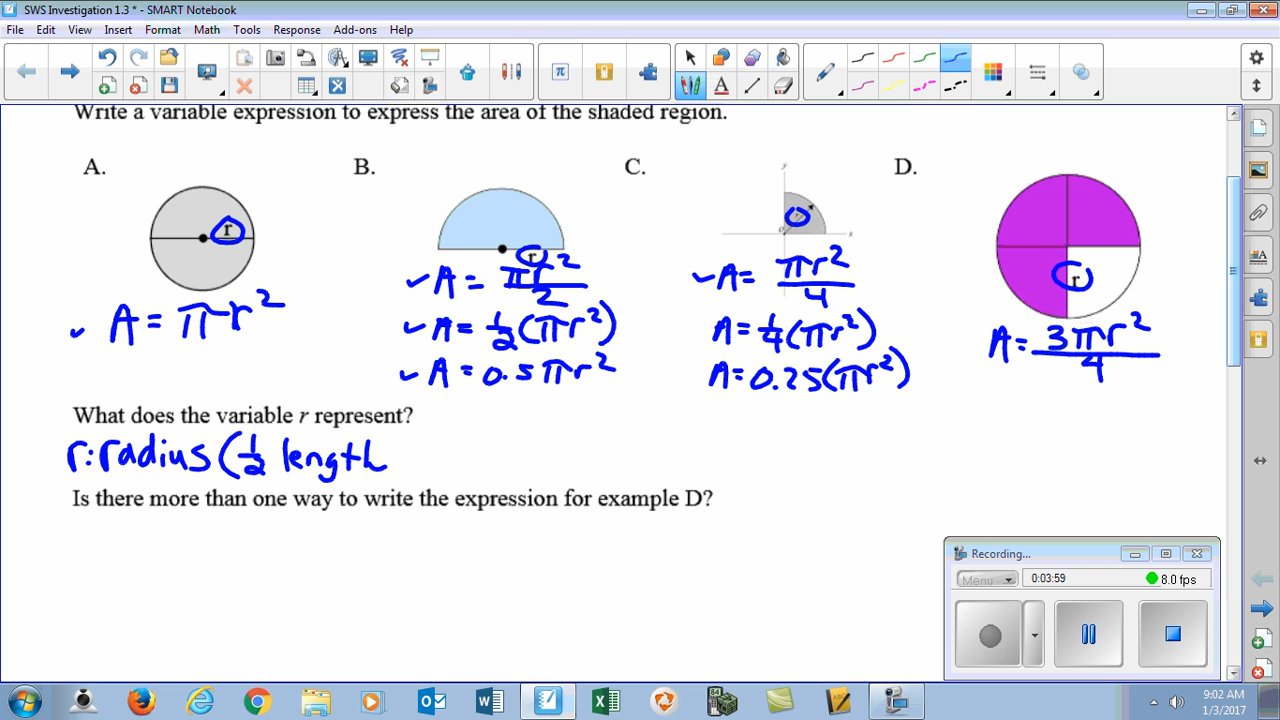 SWS Investigation 1.3 * - SMART Notebook
File Edit View Insert Format Math Tools Response Add-ons Help
Write a variable expression to express the area of the shaded region.
A. B. C. D.
r
r
r
y
x
A = πr²
✓ A = πr²/2
✓ A = 1/2 (πr²)
✓ A = 0.5 πr²
✓ A = πr²/4
A = 1/4 (πr²)
A = 0.25(πr²)
A = 3πr²/4
What does the variable r represent?
r: radius (1/2 length
Is there more than one way to write the expression for example D?
Recording...
Menu 0:03:59 8.0 fps
9:02 AM
1/3/2017